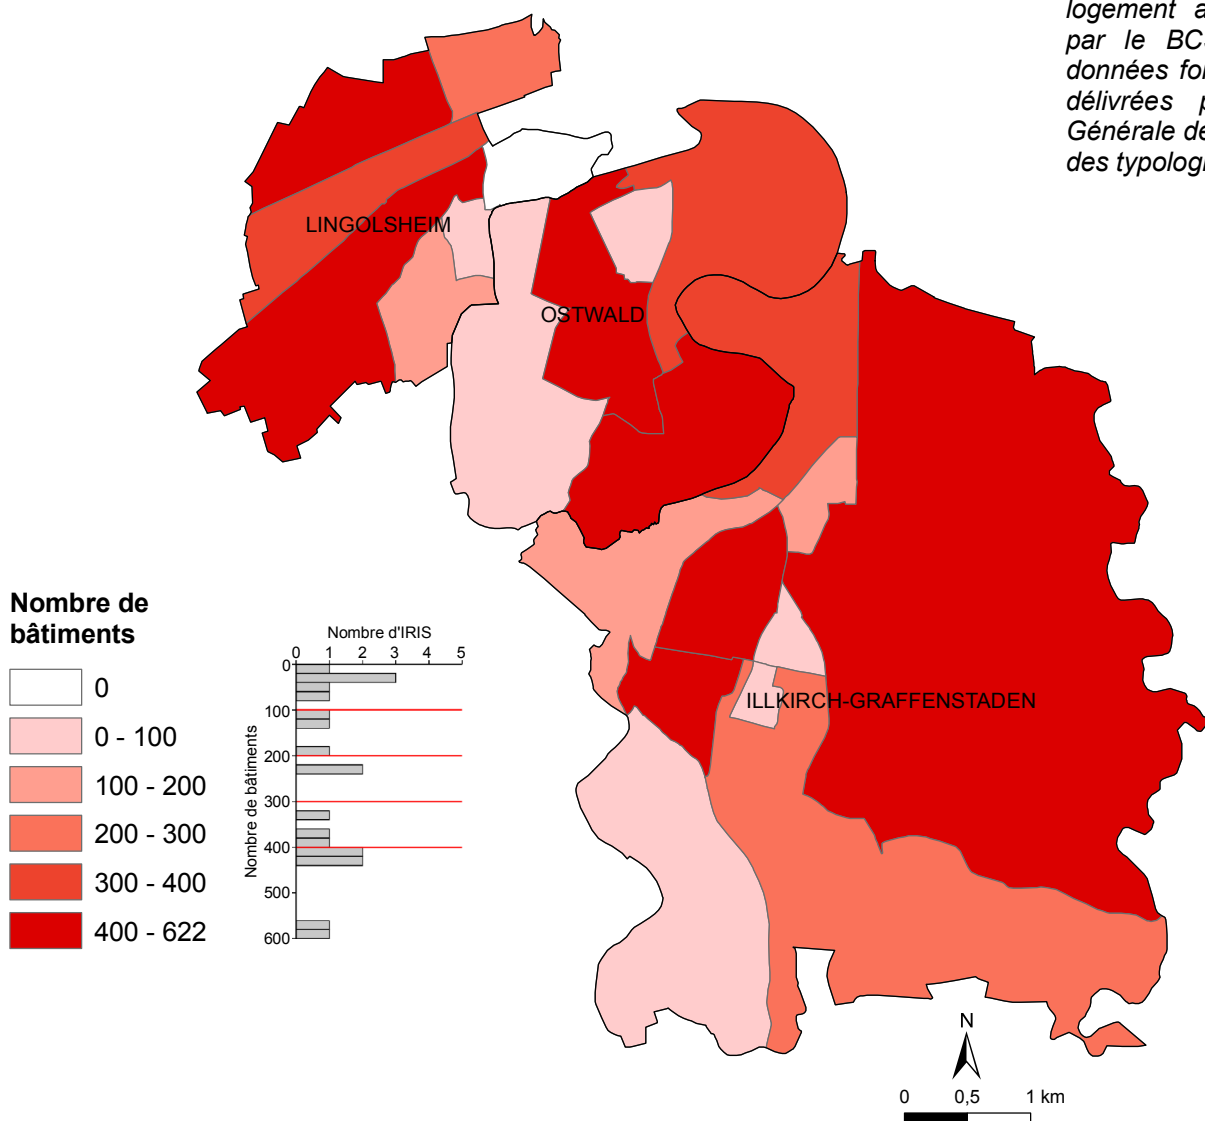 logement a
par le BC
données fo
délivrées p
Générale de
des typologi
LINGOLSHEIM
OSTWALD
ILLKIRCH-GRAFFENSTADEN
Nombre de
bâtiments
0
0 - 100
100 - 200
200 - 300
300 - 400
400 - 622
Nombre d'IRIS
0 1 2 3 4 5
Nombre de bâtiments
0
100
200
300
400
500
600
N
0 0,5 1 km